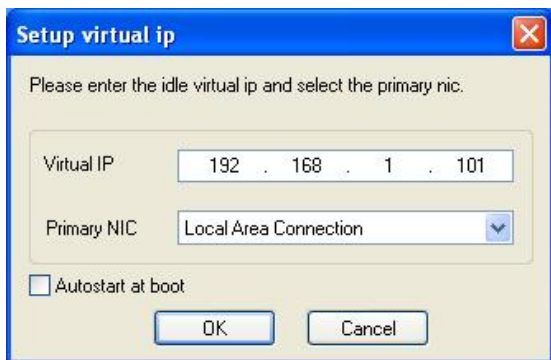 Setup virtual ip
Please enter the idle virtual ip and select the primary nic.
Virtual IP 192 . 168 . 1 . 101
Primary NIC Local Area Connection
Autostart at boot
OK Cancel